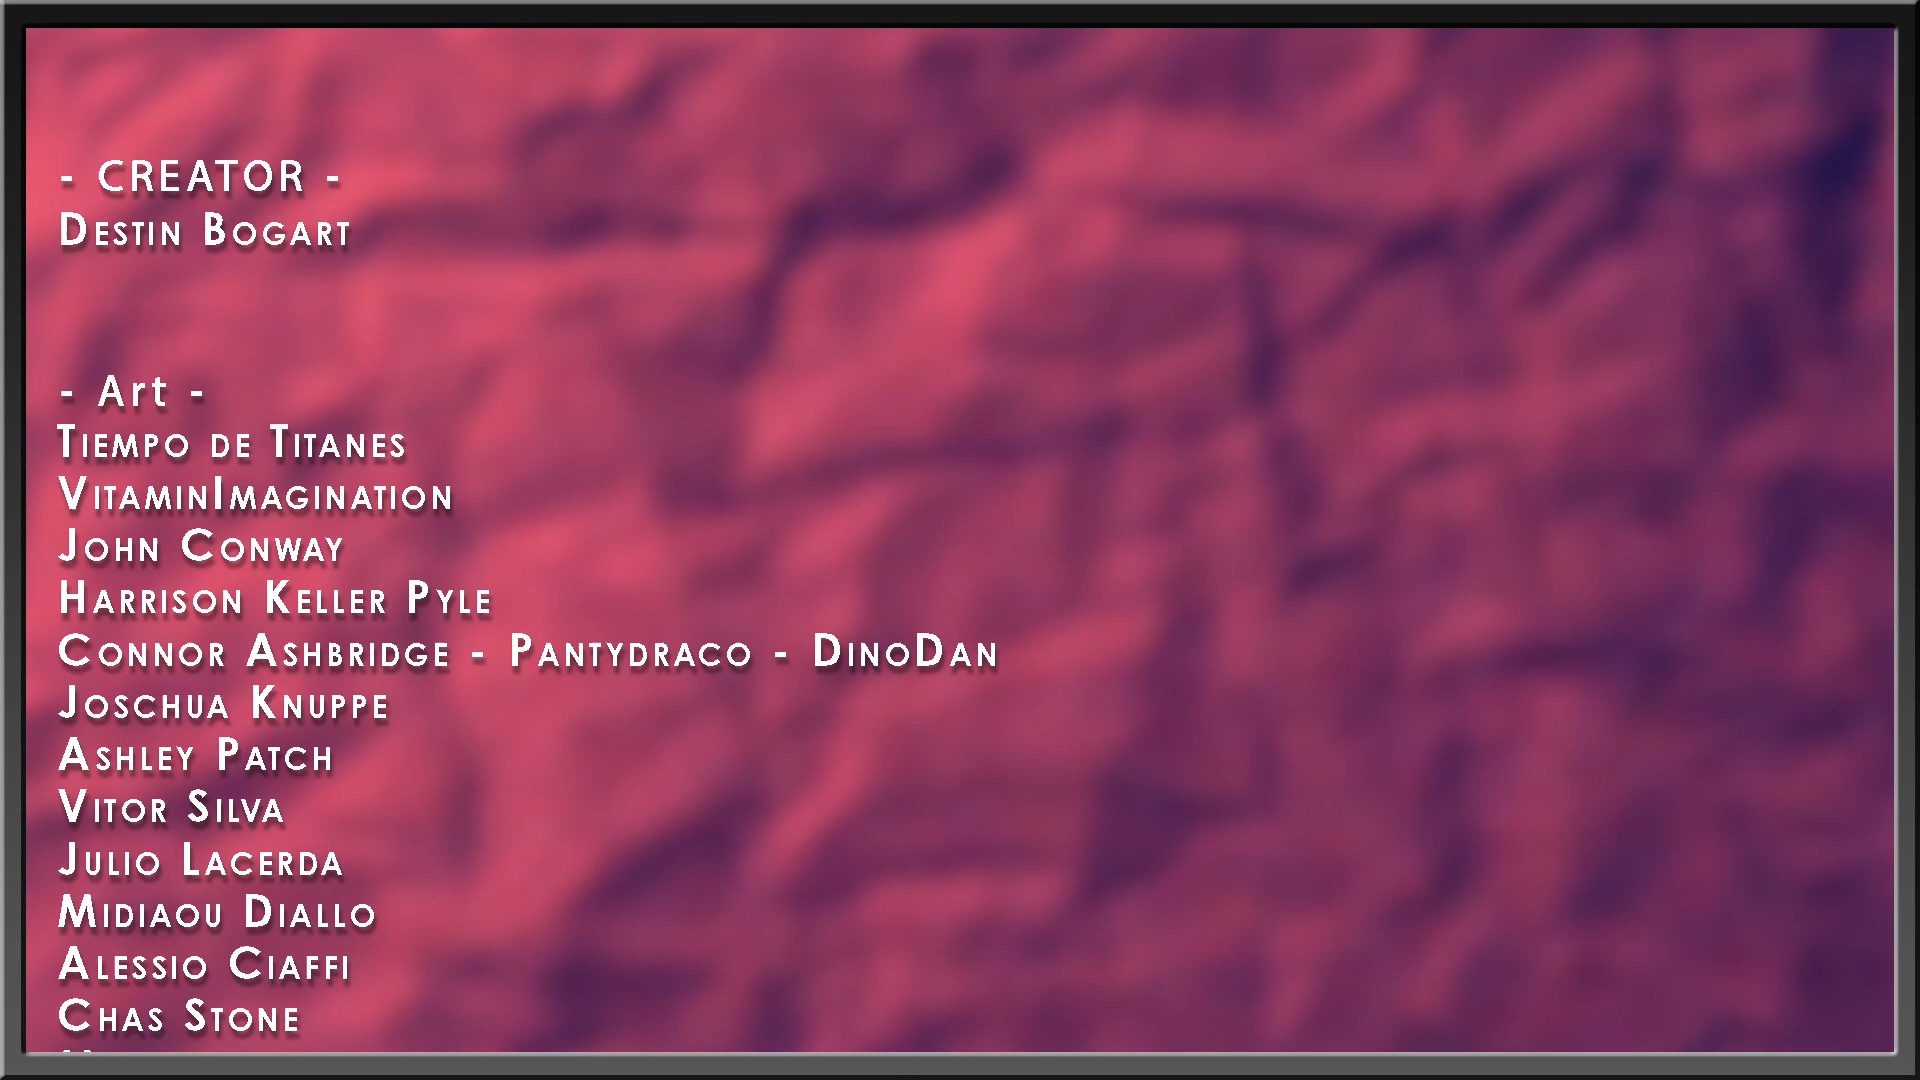 - CREATOR -
Destin Bogart
- Art -
Tiempo de Titanes
VitaminImagination
John Conway
Harrison Keller Pyle
Connor Ashbridge - Pantydraco - DinoDan
Joschua Knuppe
Ashley Patch
Vitor Silva
Julio Lacerda
Midiaou Diallo
Alessio Ciaffi
Chas Stone